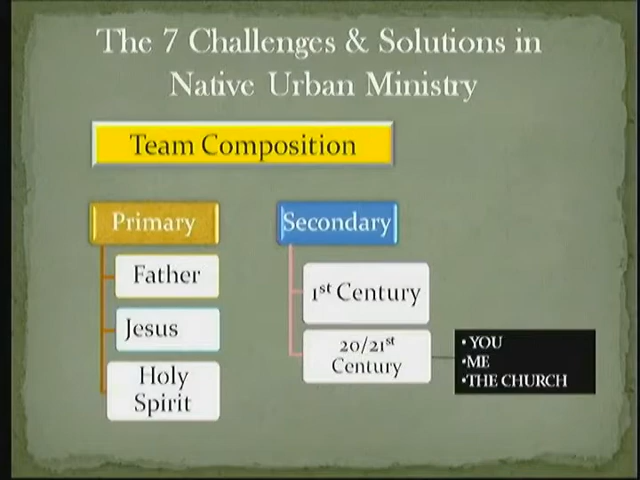 The 7 Challenges & Solutions in
Native Urban Ministry
Team Composition
Primary
Father
Jesus
Holy
Spirit
Secondary
1st Century
20/21st
Century
• YOU
•ME
•THE CHURCH